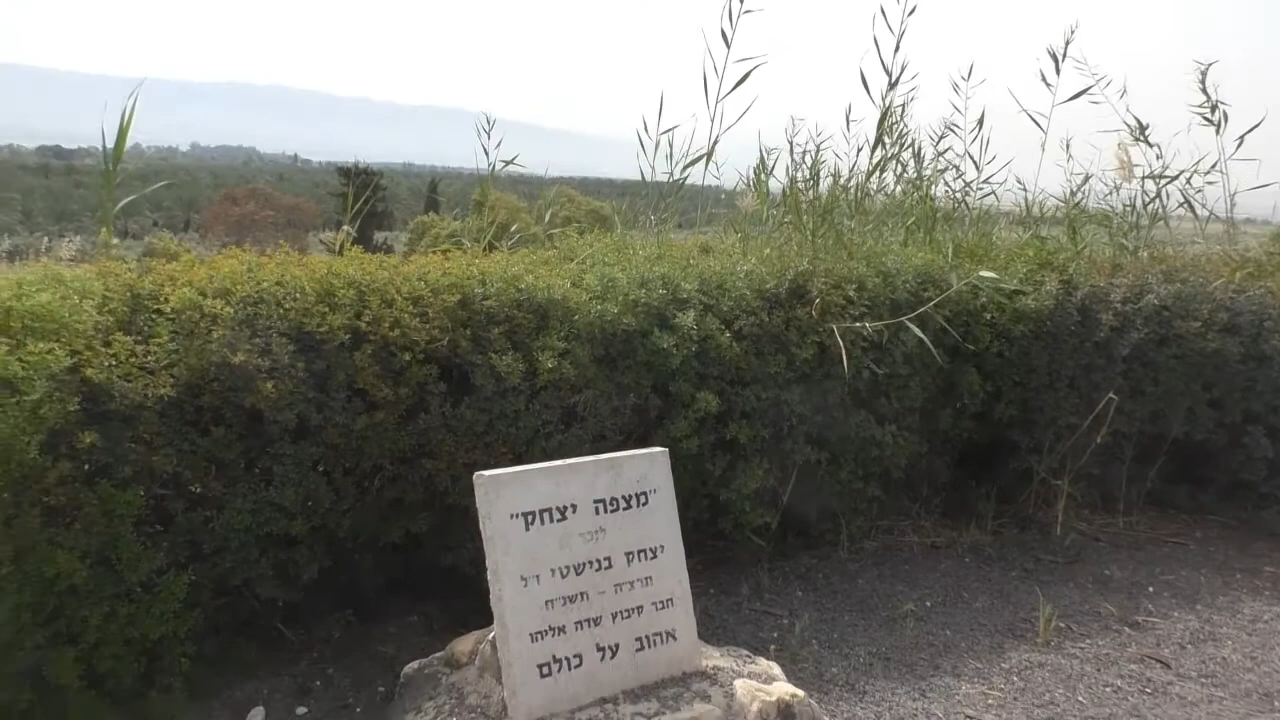 "מצפה יצחק"
לזכר
יצחק בנישטי ז"ל
תרצ"ה - תשנ"ח
חבר קיבוץ שדה אליהו
אהוב על כולם